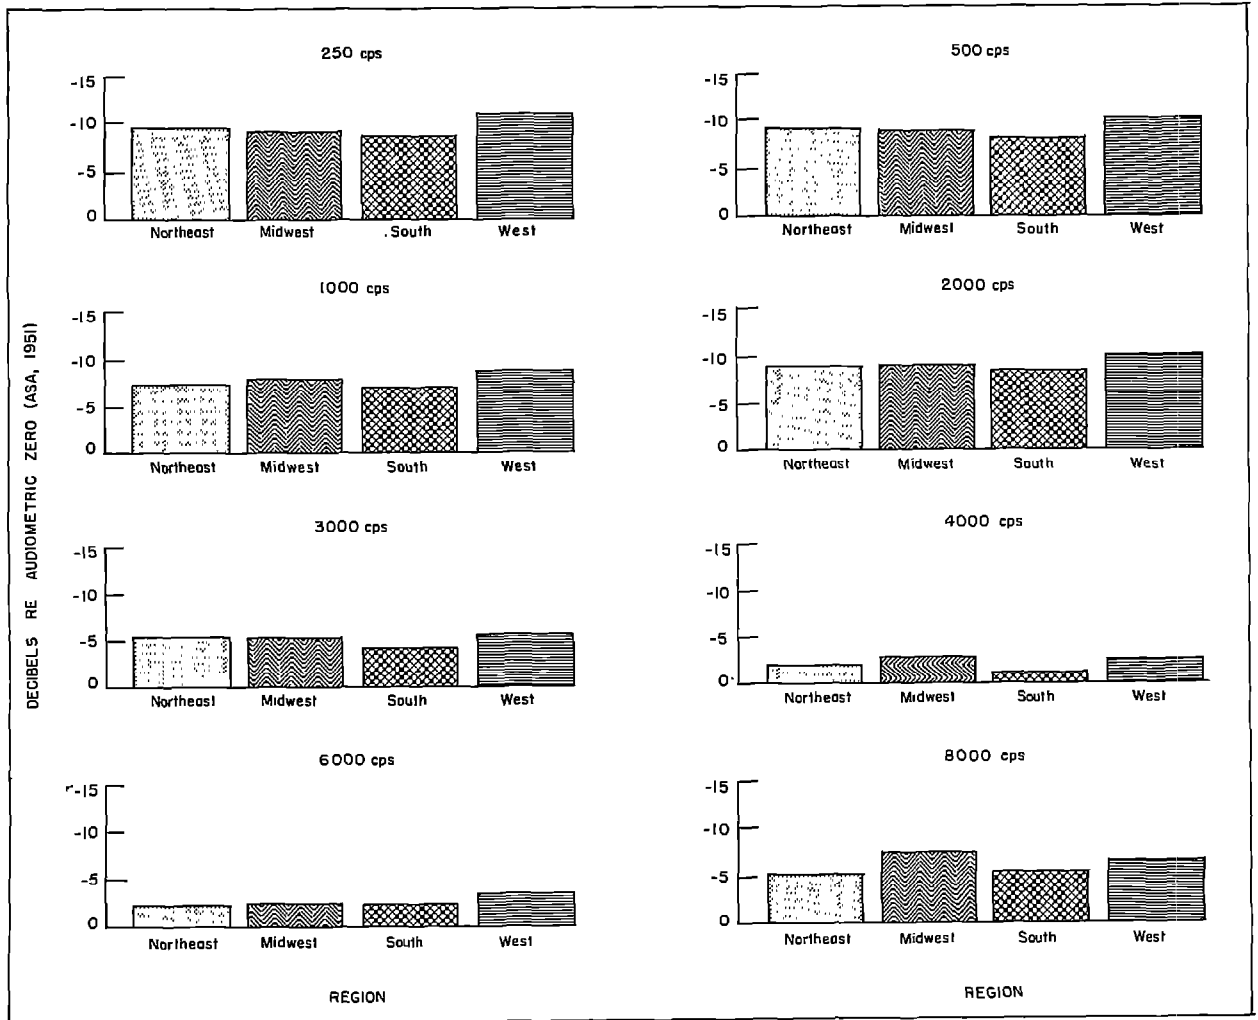 DECIBELS RE AUDIOMETRIC ZERO (ASA, 1951)
250 cps
-15
-10
-5
0
Northeast Midwest South West
500 cps
-15
-10
-5
0
Northeast Midwest South West
1000 cps
-15
-10
-5
0
Northeast Midwest South West
2000 cps
-15
-10
-5
0
Northeast Midwest South West
3000 cps
-15
-10
-5
0
Northeast Midwest South West
4000 cps
-15
-10
-5
0
Northeast Midwest South West
6000 cps
-15
-10
-5
0
Northeast Midwest South West
8000 cps
-15
-10
-5
0
Northeast Midwest South West
REGION
REGION